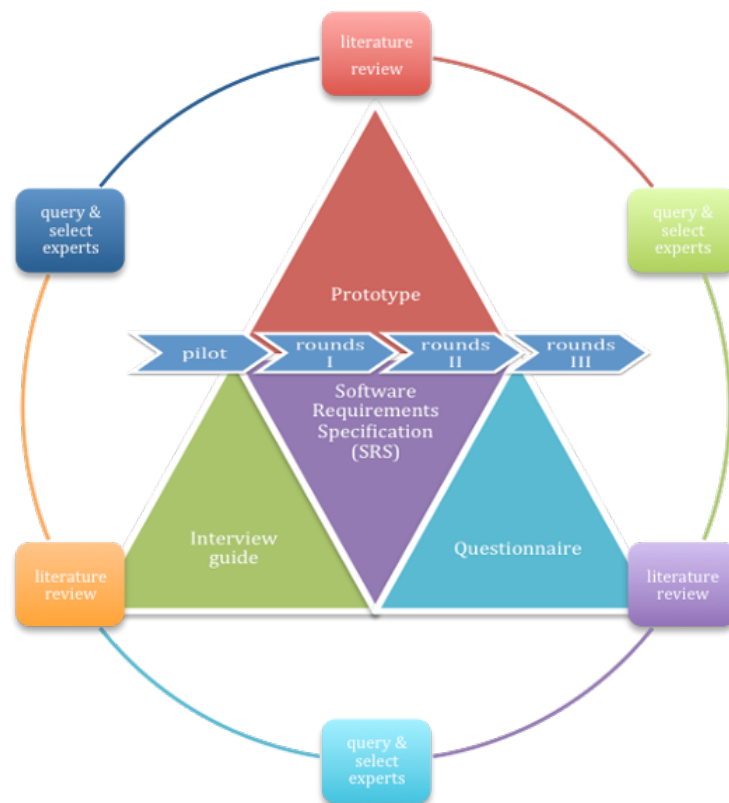 literature
review
query &
select
experts
query &
select
experts
Prototype
pilot
rounds
I
rounds
II
rounds
III
Software
Requirements
Specification
(SRS)
Interview
guide
Questionnaire
literature
review
literature
review
query &
select
experts